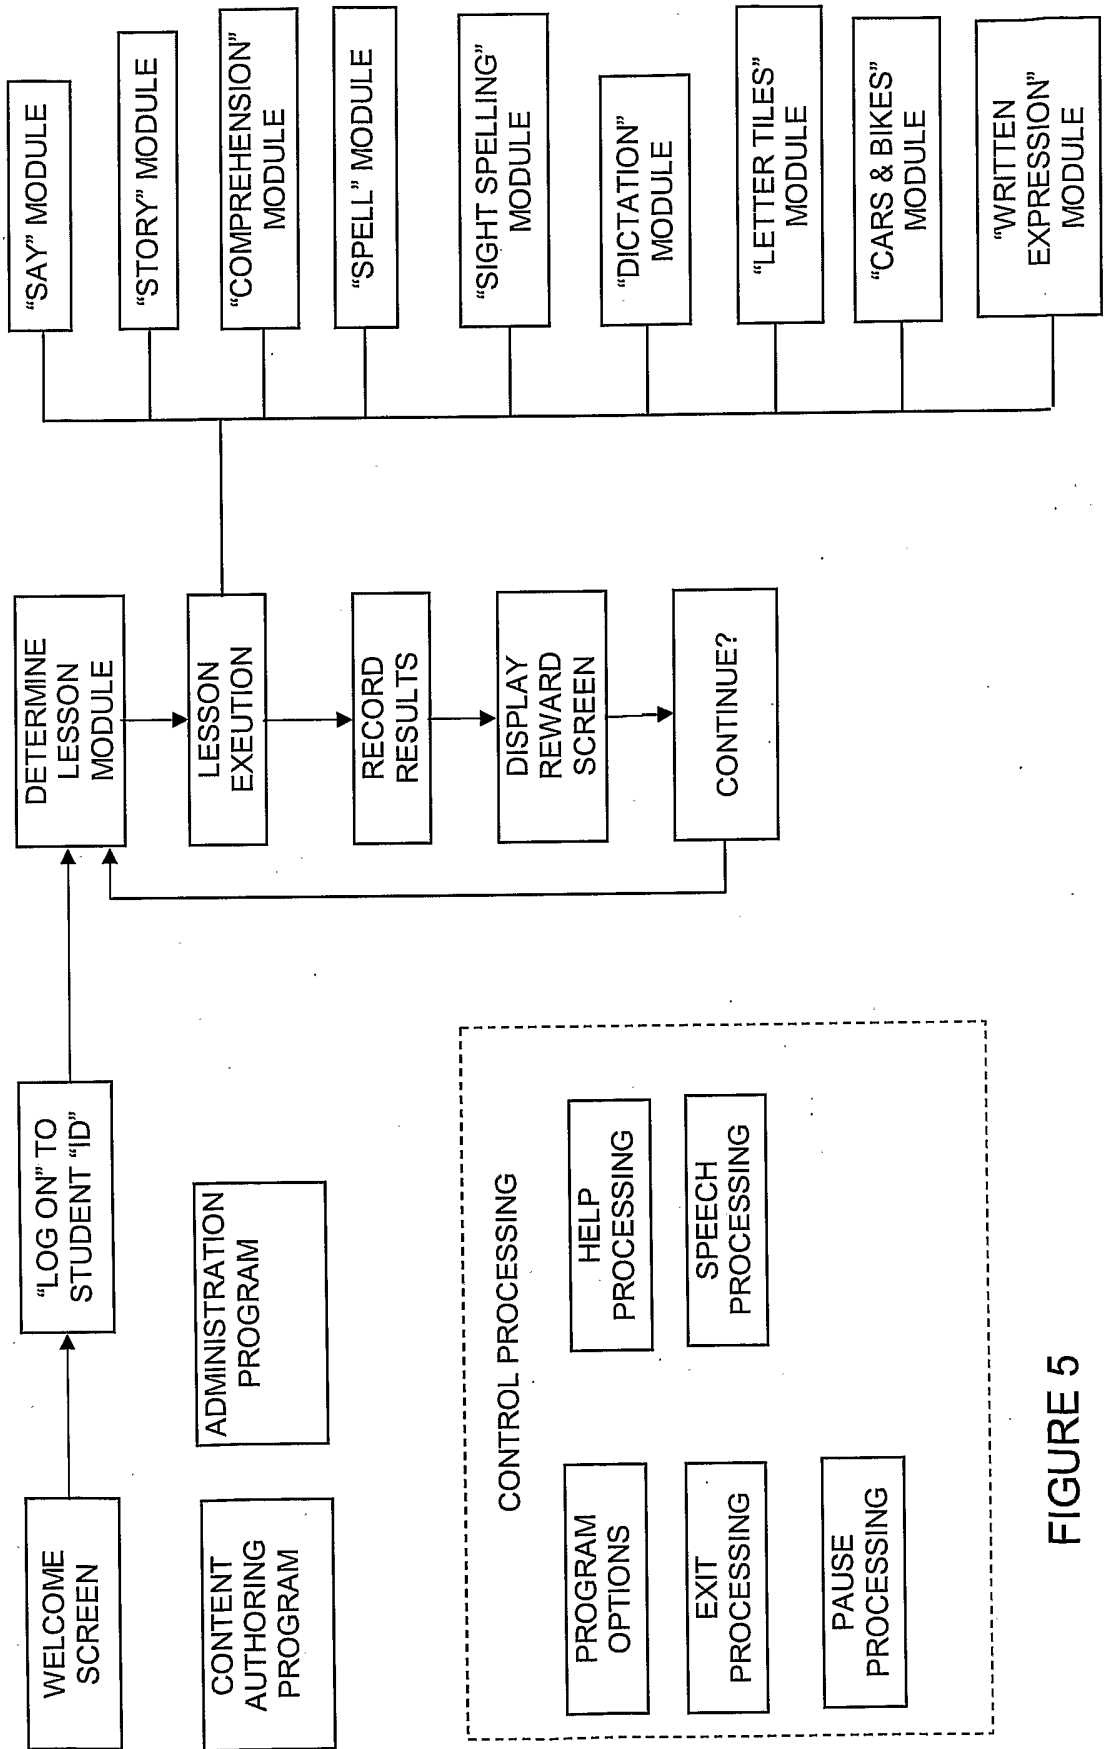 WELCOME
SCREEN
"LOG ON" TO
STUDENT "ID"
CONTENT
AUTHORING
PROGRAM
ADMINISTRATION
PROGRAM
CONTROL PROCESSING
PROGRAM
OPTIONS
HELP
PROCESSING
EXIT
PROCESSING
SPEECH
PROCESSING
PAUSE
PROCESSING
DETERMINE
LESSON
MODULE
LESSON
EXEUTION
RECORD
RESULTS
DISPLAY
REWARD
SCREEN
CONTINUE?
"SAY" MODULE
"STORY" MODULE
"COMPREHENSION"
MODULE
"SPELL" MODULE
"SIGHT SPELLING"
MODULE
"DICTATION"
MODULE
"LETTER TILES"
MODULE
"CARS & BIKES"
MODULE
"WRITTEN
EXPRESSION"
MODULE
FIGURE 5